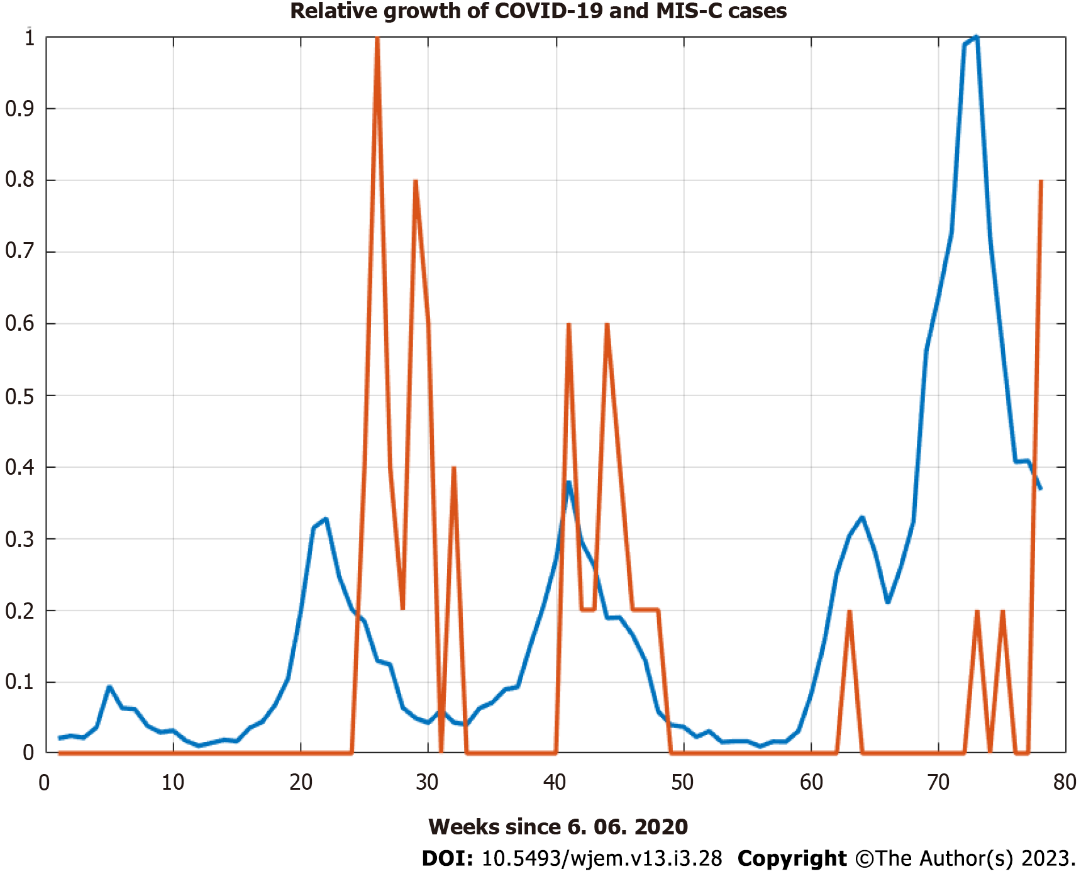 Relative growth of COVID-19 and MIS-C cases
1
0.9
0.8
0.7
0.6
0.5
0.4
0.3
0.2
0.1
0
0 10 20 30 40 50 60 70 80
Weeks since 6. 06. 2020
DOI: 10.5493/wjem.v13.i3.28 Copyright ©The Author(s) 2023.